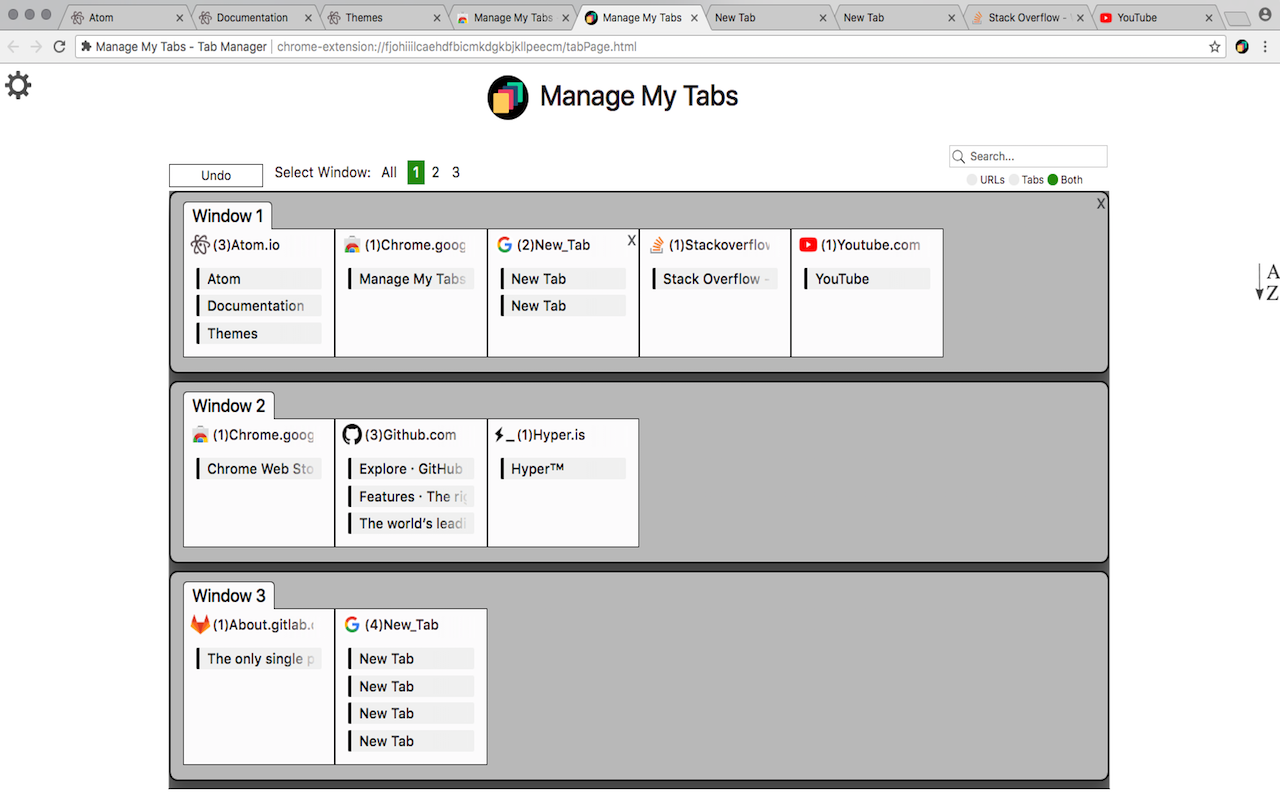 Atom Documentation Themes Manage My Tabs Manage My Tabs New Tab New Tab Stack Overflow - YouTube
Manage My Tabs - Tab Manager chrome-extension://fjohiiilcaehdfbicmkdgkbjkllpeecm/tabPage.html
Manage My Tabs
Search...
Undo Select Window: All 1 2 3
URLs Tabs Both
Window 1 X
(3)Atom.io (1)Chrome.goog (2)New_Tab X (1)Stackoverflow (1)Youtube.com
Atom Manage My Tabs New Tab Stack Overflow - YouTube
A
Z
Documentation New Tab
Themes
Window 2
(1)Chrome.goog (3)Github.com (1)Hyper.is
Chrome Web Sto Explore · GitHub Hyper™
Features · The rig
The world's leadi
Window 3
(1)About.gitlab.c (4)New_Tab
The only single p New Tab
New Tab
New Tab
New Tab